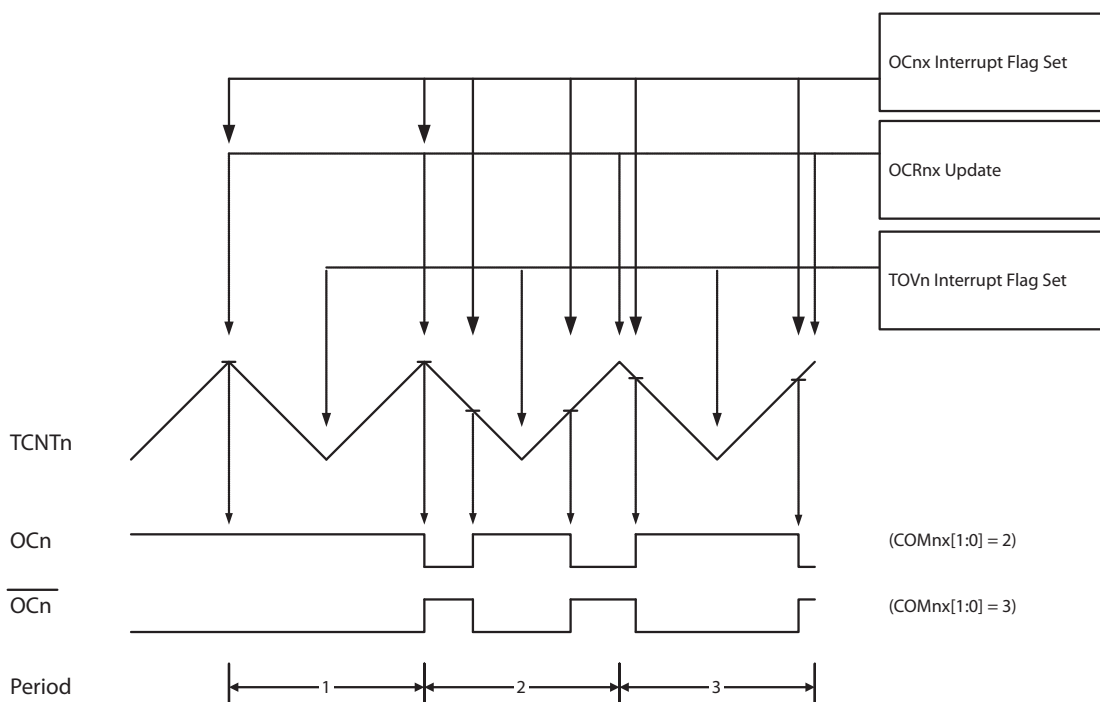 OCnx Interrupt Flag Set
OCRnx Update
TOVn Interrupt Flag Set
TCNTn
OCn (COMnx[1:0] = 2)
OCn (COMnx[1:0] = 3)
Period 1 2 3